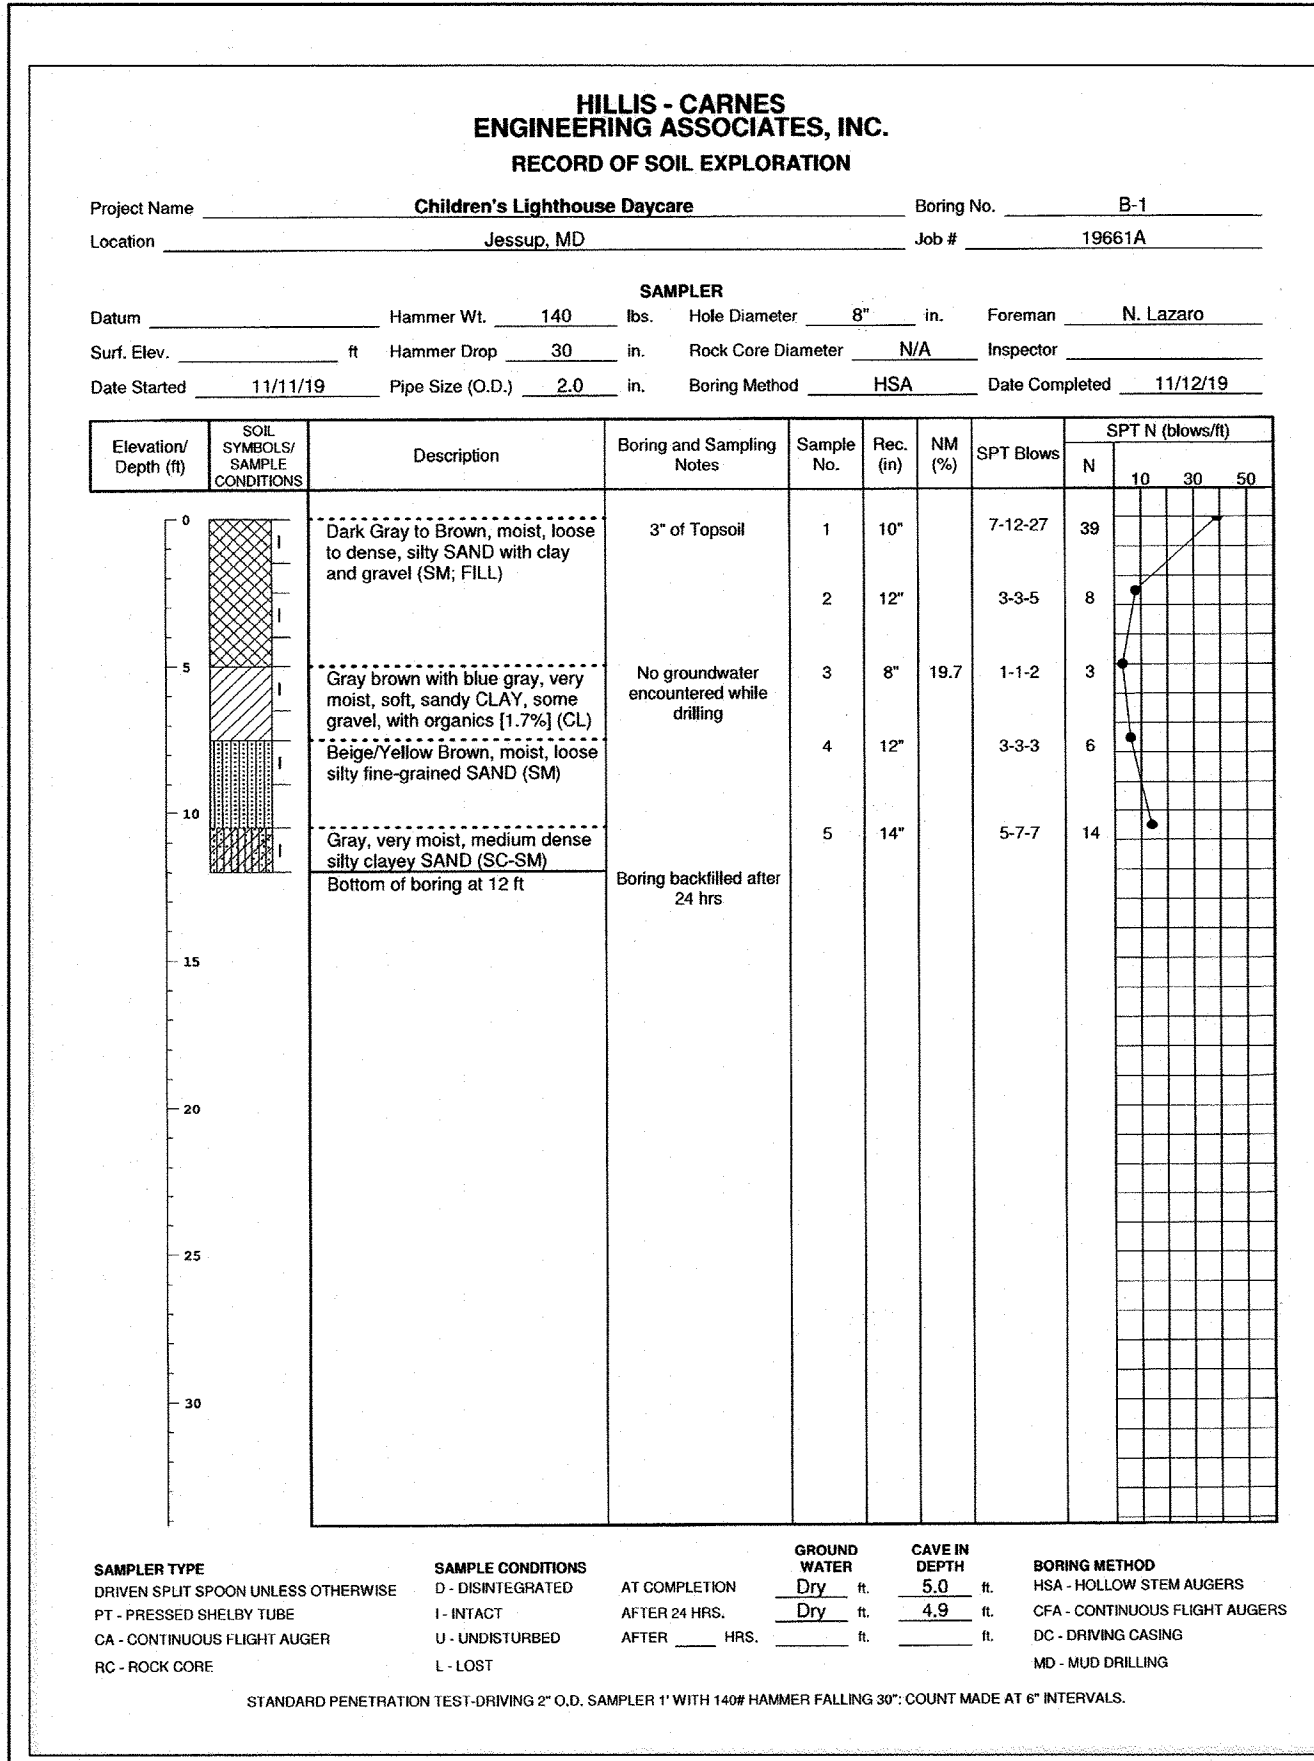 HILLIS - CARNES
ENGINEERING ASSOCIATES, INC.
RECORD OF SOIL EXPLORATION
Project Name Children's Lighthouse Daycare Boring No. B-1
Location Jessup, MD Job # 19661A
SAMPLER
Datum Hammer Wt. 140 lbs. Hole Diameter 8" in. Foreman N. Lazaro
Surf. Elev. ft Hammer Drop 30 in. Rock Core Diameter N/A Inspector
Date Started 11/11/19 Pipe Size (O.D.) 2.0 in. Boring Method HSA Date Completed 11/12/19
Elevation/
Depth (ft)
SOIL
SYMBOLS/
SAMPLE
CONDITIONS
Description
Boring and Sampling
Notes
Sample
No.
Rec.
(in)
NM
(%)
SPT Blows
SPT N (blows/ft)
N
10 30 50
0
Dark Gray to Brown, moist, loose
to dense, silty SAND with clay
and gravel (SM; FILL)
3" of Topsoil
1 10" 7-12-27 39
I
2 12" 3-3-5 8
I
5
Gray brown with blue gray, very
moist, soft, sandy CLAY, some
gravel, with organics [1.7%] (CL)
No groundwater
encountered while
drilling
3 8" 19.7 1-1-2 3
I
Beige/Yellow Brown, moist, loose
silty fine-grained SAND (SM)
4 12" 3-3-3 6
I
10
Gray, very moist, medium dense
silty clayey SAND (SC-SM)
5 14" 5-7-7 14
I
Bottom of boring at 12 ft
Boring backfilled after
24 hrs
15
20
25
30
SAMPLER TYPE
DRIVEN SPLIT SPOON UNLESS OTHERWISE
PT - PRESSED SHELBY TUBE
CA - CONTINUOUS FLIGHT AUGER
RC - ROCK CORE
SAMPLE CONDITIONS
D - DISINTEGRATED
I - INTACT
U - UNDISTURBED
L - LOST
GROUND
WATER
CAVE IN
DEPTH
AT COMPLETION Dry ft. 5.0 ft.
AFTER 24 HRS. Dry ft. 4.9 ft.
AFTER HRS. ft. ft.
BORING METHOD
HSA - HOLLOW STEM AUGERS
CFA - CONTINUOUS FLIGHT AUGERS
DC - DRIVING CASING
MD - MUD DRILLING
STANDARD PENETRATION TEST-DRIVING 2" O.D. SAMPLER 1' WITH 140# HAMMER FALLING 30": COUNT MADE AT 6" INTERVALS.